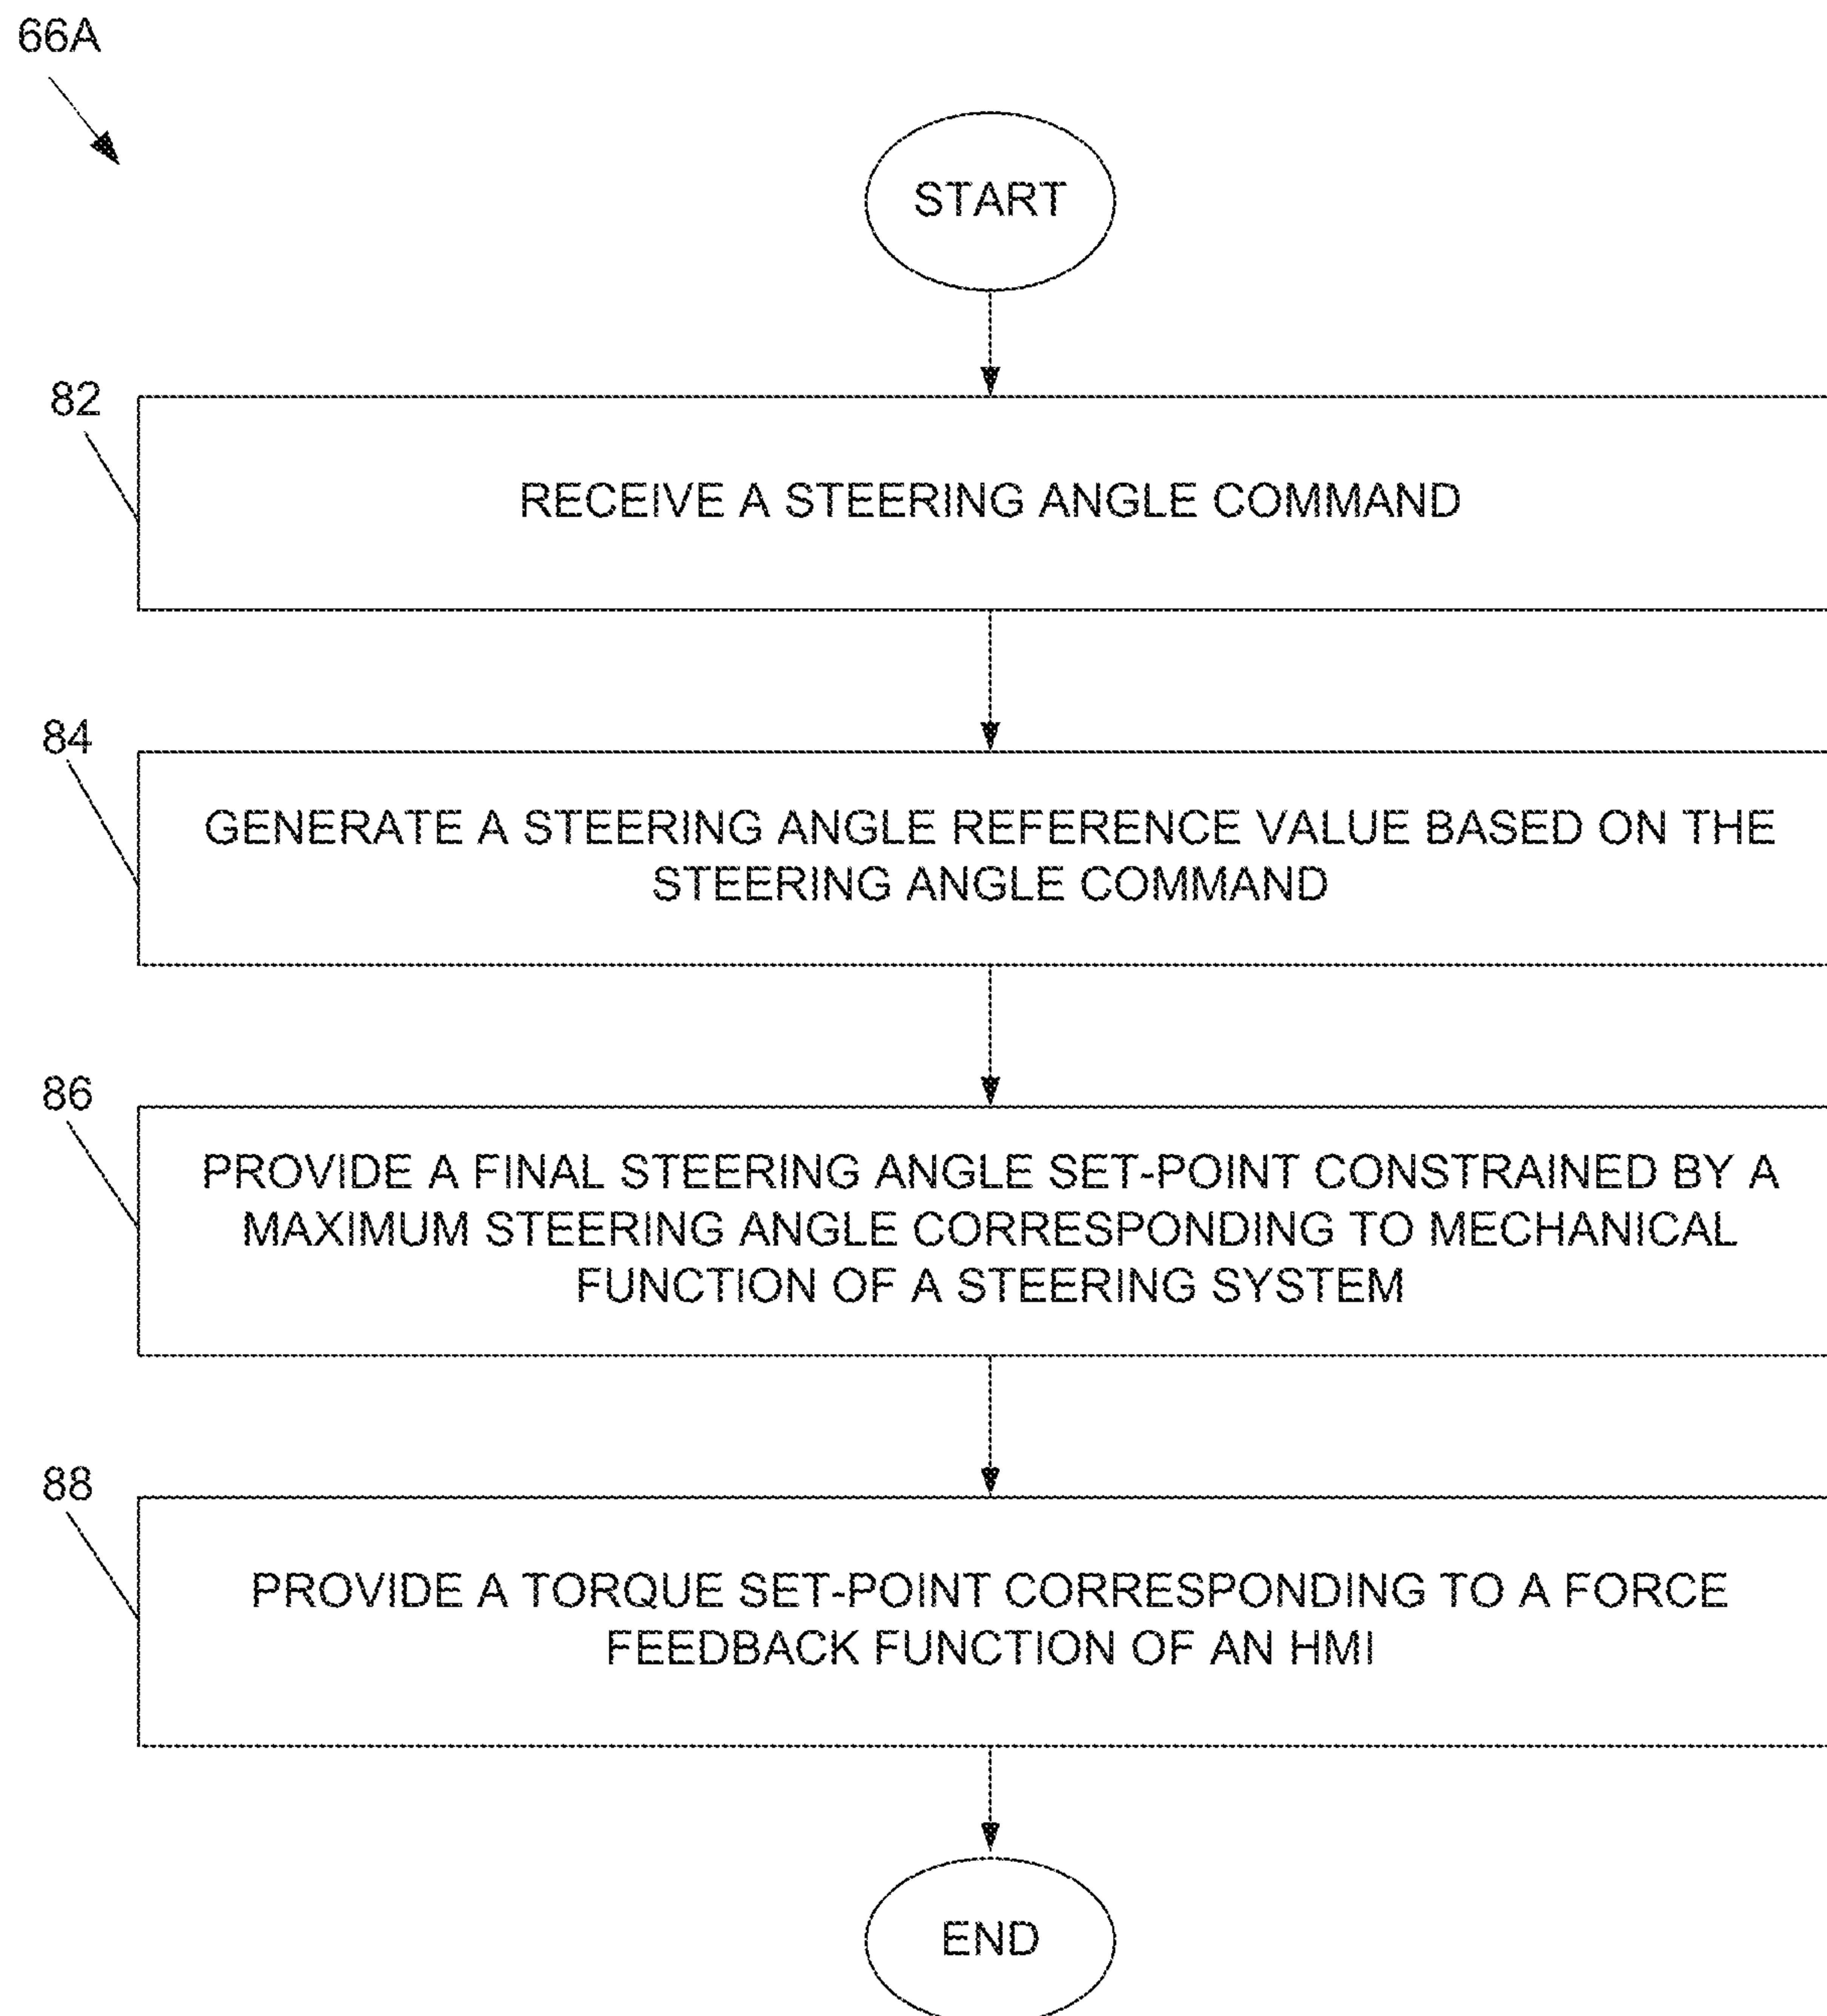 66A
START
82
RECEIVE A STEERING ANGLE COMMAND
84
GENERATE A STEERING ANGLE REFERENCE VALUE BASED ON THE
STEERING ANGLE COMMAND
86
PROVIDE A FINAL STEERING ANGLE SET-POINT CONSTRAINED BY A
MAXIMUM STEERING ANGLE CORRESPONDING TO MECHANICAL
FUNCTION OF A STEERING SYSTEM
88
PROVIDE A TORQUE SET-POINT CORRESPONDING TO A FORCE
FEEDBACK FUNCTION OF AN HMI
END